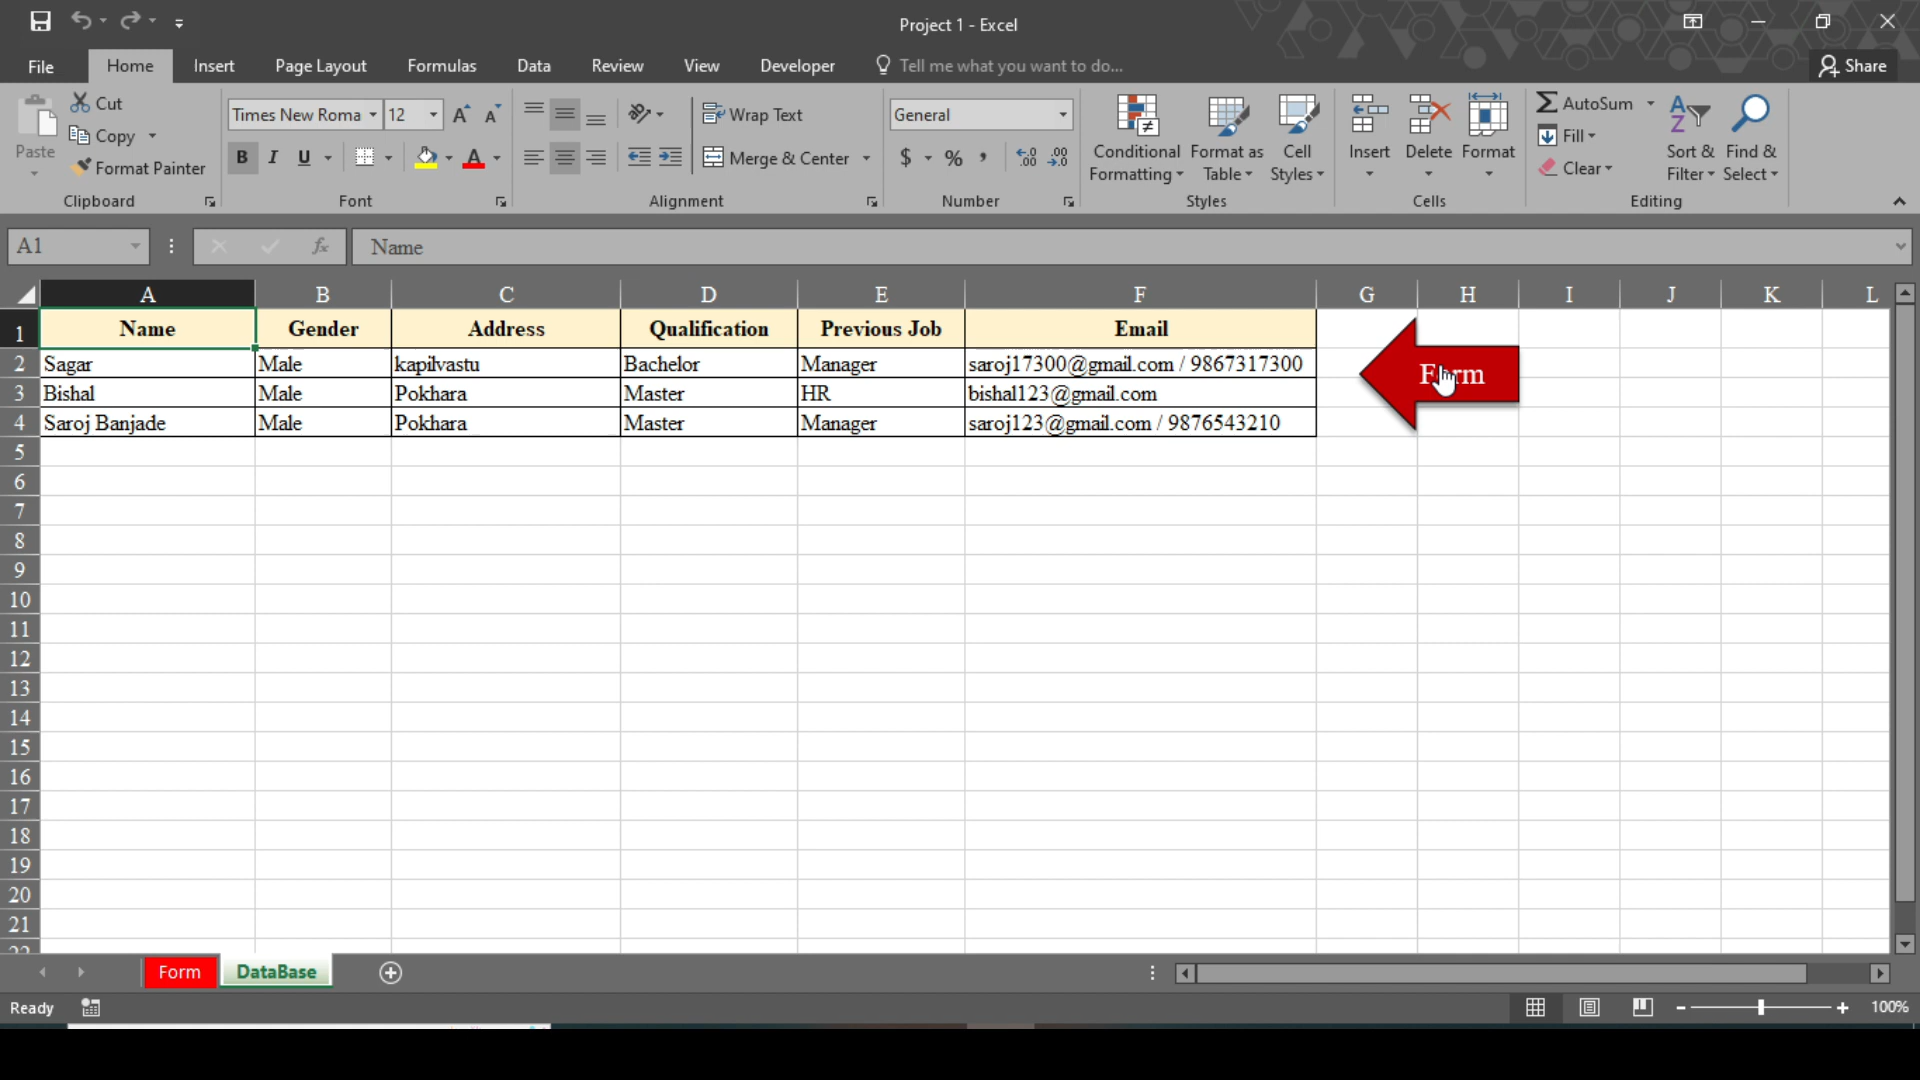 Project 1 - Excel
File Home Insert Page Layout Formulas Data Review View Developer Tell me what you want to do... Share
Paste
Cut
Copy
Format Painter
Clipboard
Times New Roma 12
B I U
Font
Wrap Text
Merge & Center
Alignment
General
$ % ,
Number
Conditional Formatting
Format as Table
Cell Styles
Styles
Insert Delete Format
Cells
AutoSum
Fill
Clear
Sort & Filter
Find & Select
Editing
A1 fx Name
A B C D E F G H I J K L
1 Name Gender Address Qualification Previous Job Email
2 Sagar Male kapilvastu Bachelor Manager saroj17300@gmail.com / 9867317300
3 Bishal Male Pokhara Master HR bishal123@gmail.com
4 Saroj Banjade Male Pokhara Master Manager saroj123@gmail.com / 9876543210
Form
5
6
7
8
9
10
11
12
13
14
15
16
17
18
19
20
21
22
Form DataBase
Ready 100%